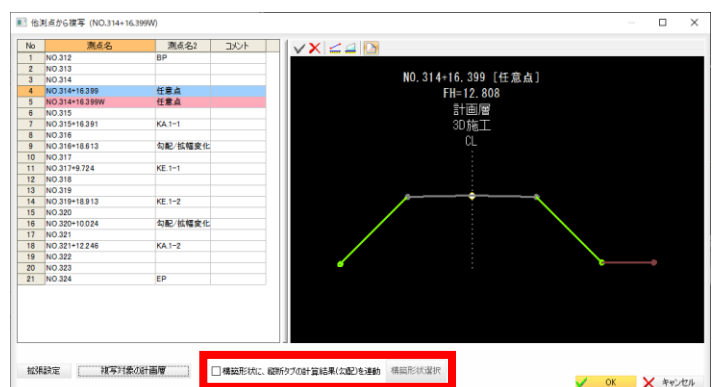 他測点から複写 (NO.314+16.399W)
No 測点名 測点名2 コメント
1 NO.312 BP
2 NO.313
3 NO.314
4 NO.314+16.399 任意点
5 NO.314+16.399W 任意点
6 NO.315
7 NO.315+16.391 KA.1-1
8 NO.316
9 NO.316+18.613 勾配/拡幅変化
10 NO.317
11 NO.317+9.724 KE.1-1
12 NO.318
13 NO.319
14 NO.319+18.913 KE.1-2
15 NO.320
16 NO.320+10.024 勾配/拡幅変化
17 NO.321
18 NO.321+12.246 KA.1-2
19 NO.322
20 NO.323
21 NO.324 EP
NO.314+16.399 [任意点]
FH=12.808
計画層
3D施工
CL
拡張設定 複写対象の計画層 構築形状に、縦断タブの計算結果(勾配)を連動 構築形状選択
OK キャンセル